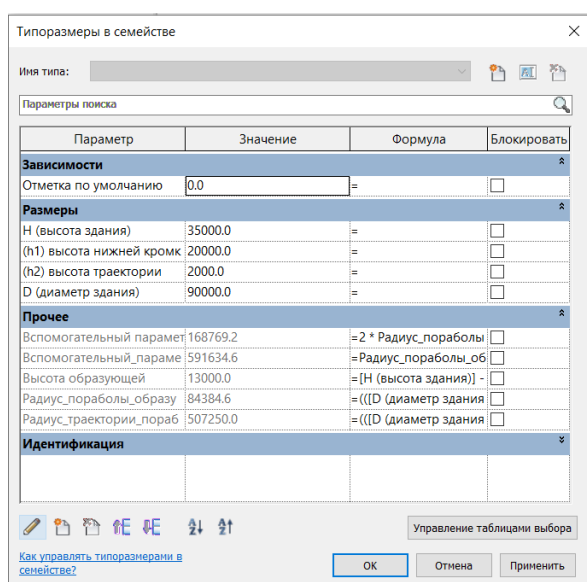 Типоразмеры в семействе
Имя типа:
Параметры поиска
Параметр Значение Формула Блокировать
Зависимости
Отметка по умолчанию 0.0 =
Размеры
H (высота здания) 35000.0 =
(h1) высота нижней кромк 20000.0 =
(h2) высота траектории 2000.0 =
D (диаметр здания) 90000.0 =
Прочее
Вспомогательный парамет 168769.2 =2 * Радиус_пораболы
Вспомогательный_параме 591634.6 =Радиус_пораболы_об
Высота образующей 13000.0 =[H (высота здания)] -
Радиус_пораболы_образу 84384.6 =(([D (диаметр здания
Радиус_траектории_пораб 507250.0 =(([D (диаметр здания
Идентификация
Управление таблицами выбора
Как управлять типоразмерами в
семействе?
ОК Отмена Применить